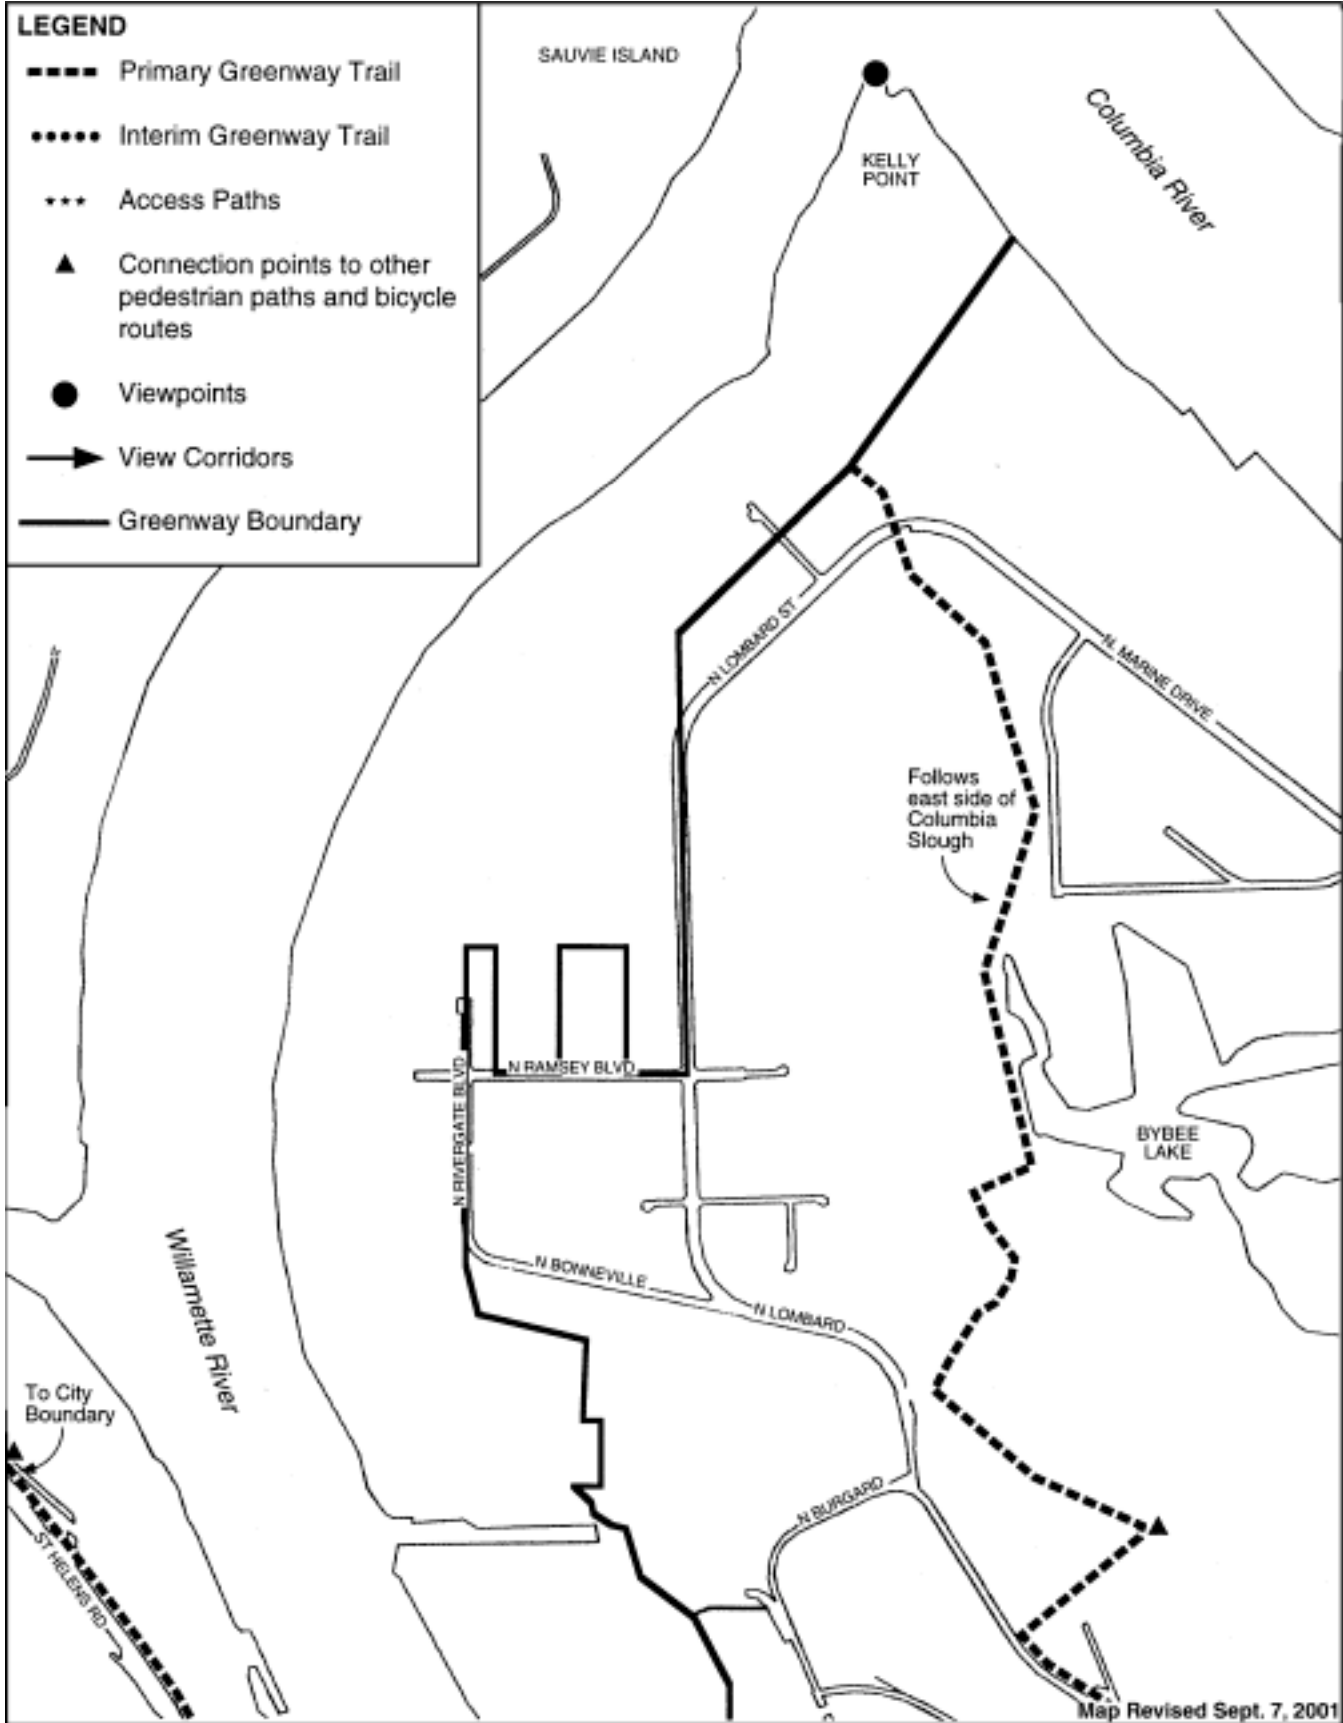 LEGEND
Primary Greenway Trail
Interim Greenway Trail
Access Paths
Connection points to other
pedestrian paths and bicycle
routes
Viewpoints
View Corridors
Greenway Boundary
SAUVIE ISLAND
KELLY
POINT
Columbia River
N LOMBARD ST
N. MARINE DRIVE
Follows
east side of
Columbia
Slough
N RAMSEY BLVD
N RIVERGATE BLVD
BYBEE
LAKE
N BONNEVILLE
N LOMBARD
Willamette River
To City
Boundary
ST HELENS RD
N BURGARD
Map Revised Sept. 7, 2001